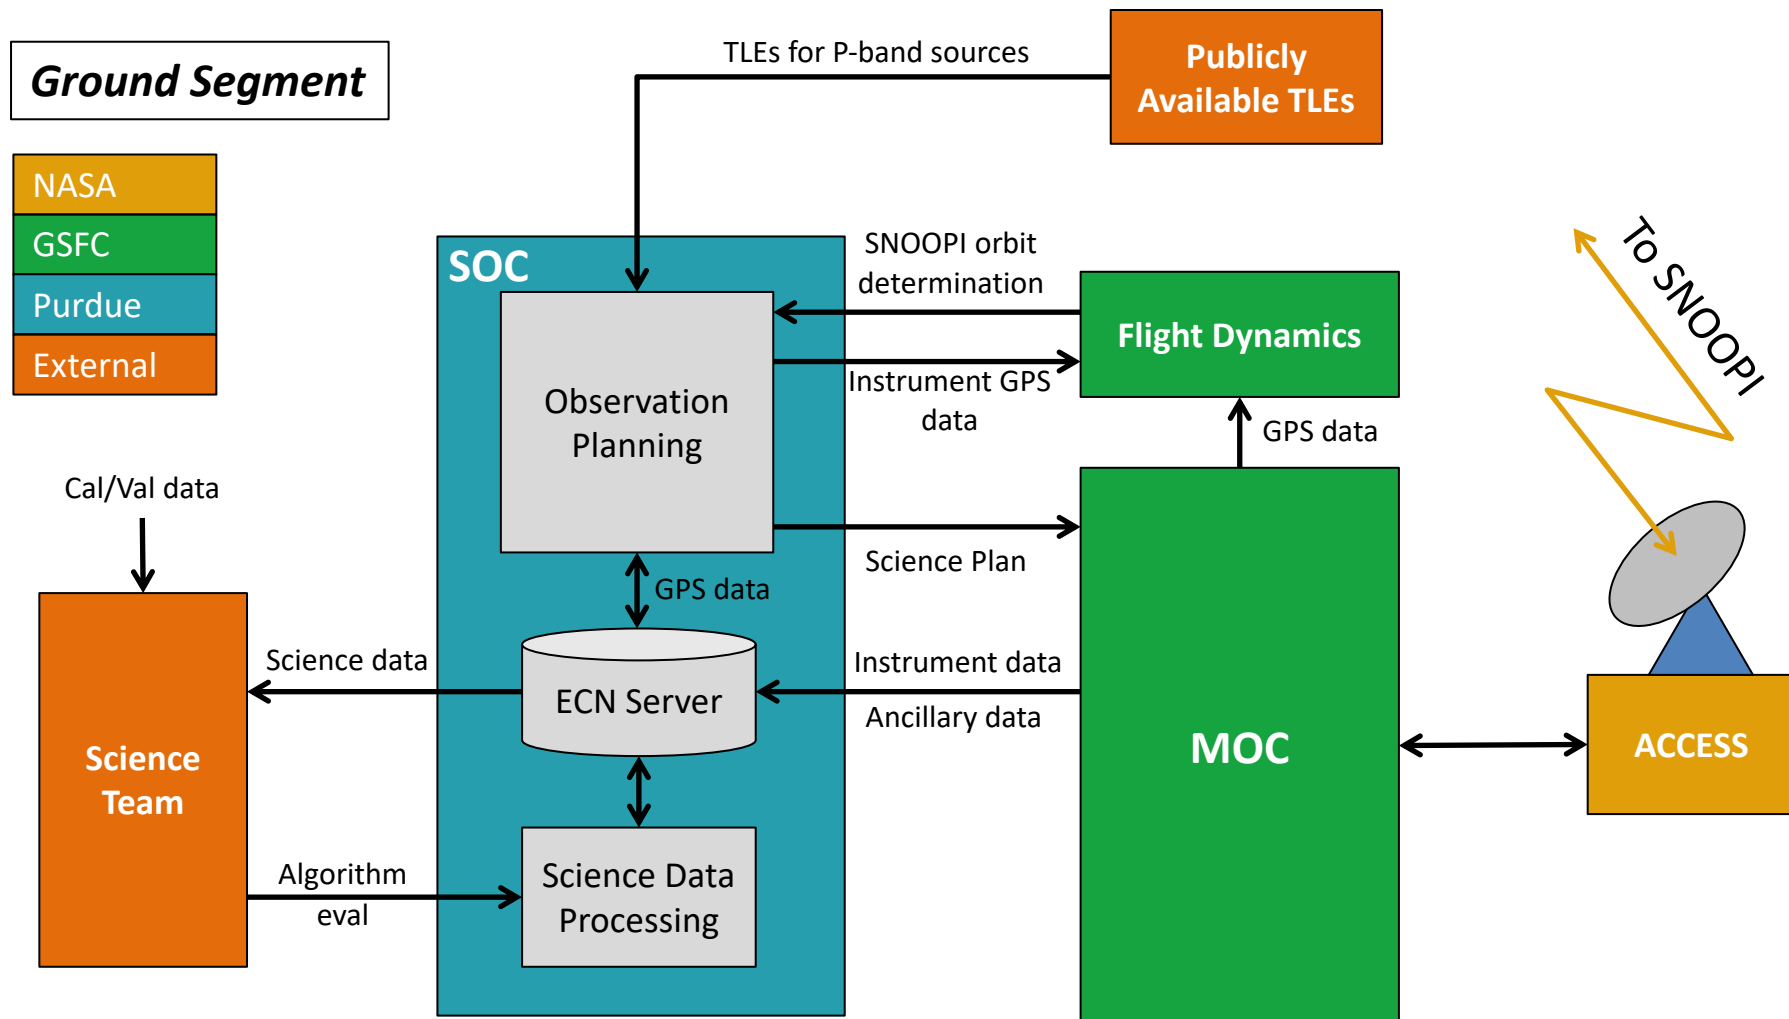 Ground Segment
NASA
GSFC
Purdue
External
TLEs for P-band sources
Publicly
Available TLEs
SOC
SNOOPI orbit
determination
Flight Dynamics
Observation
Planning
Instrument GPS
data
GPS data
To SNOOPI
Cal/Val data
Science Plan
GPS data
Science data
ECN Server
Instrument data
Ancillary data
MOC
ACCESS
Science
Team
Algorithm
eval
Science Data
Processing